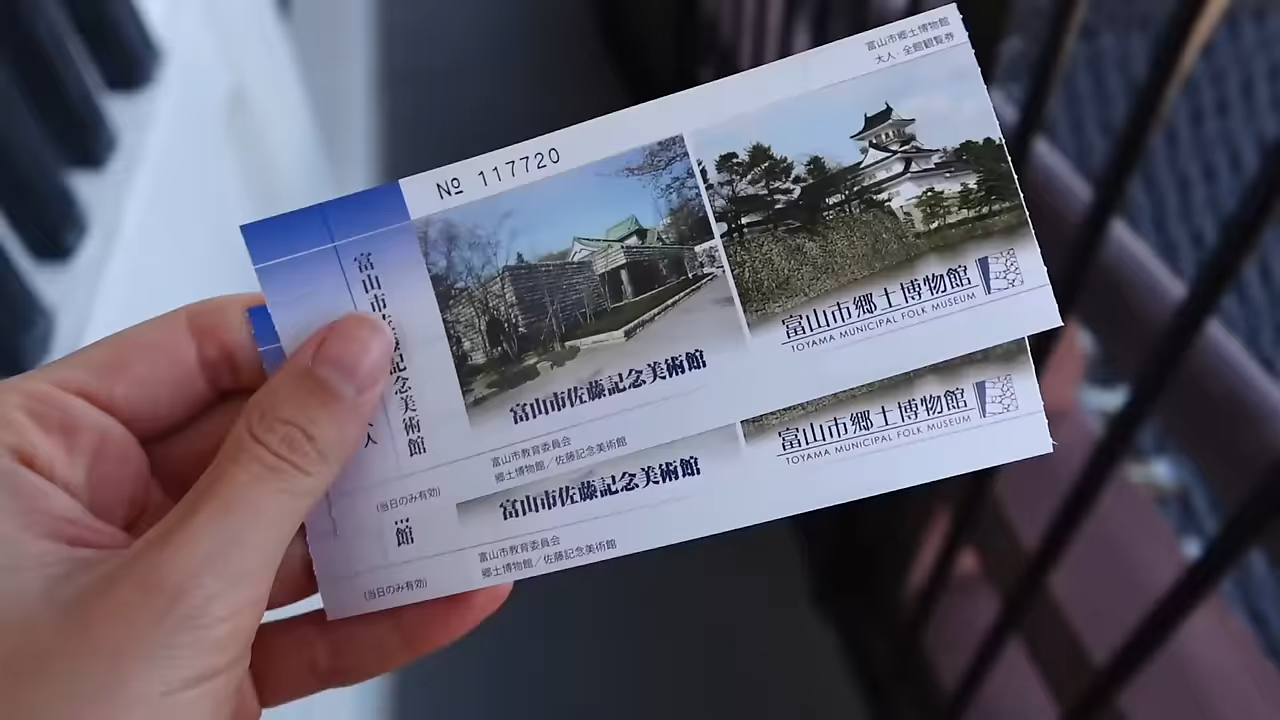 富山市郷土博物館
大人・全館観覧券
№ 117720
富山市郷土博物館
TOYAMA MUNICIPAL FOLK MUSEUM
富山市佐藤記念美術館
富山市教育委員会
郷土博物館／佐藤記念美術館
記念美術館
富山市
人
(当日のみ有効)
富山市郷土博物館
TOYAMA MUNICIPAL FOLK MUSEUM
富山市佐藤記念美術館
富山市教育委員会
郷土博物館／佐藤記念美術館
館
(当日のみ有効)